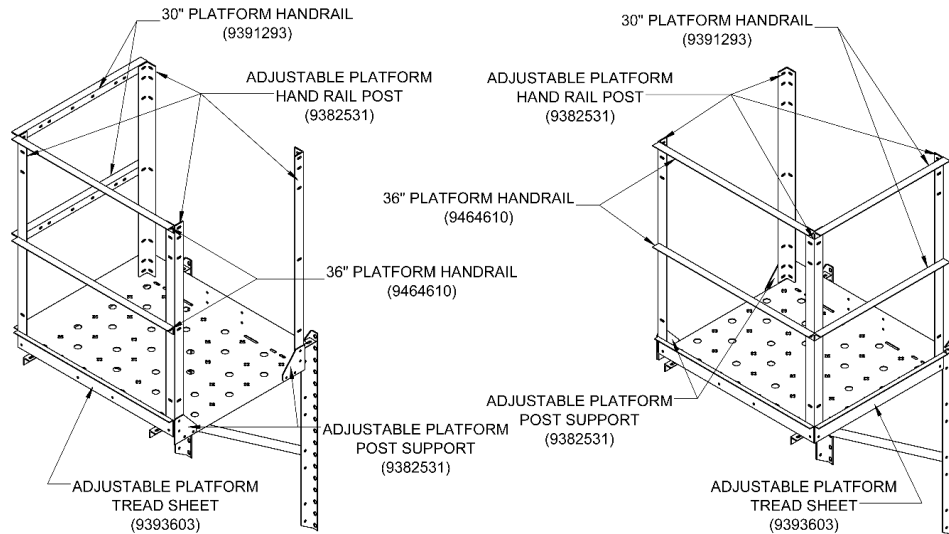 30" PLATFORM HANDRAIL
(9391293)
ADJUSTABLE PLATFORM
HAND RAIL POST
(9382531)
36" PLATFORM HANDRAIL
(9464610)
ADJUSTABLE PLATFORM
POST SUPPORT
(9382531)
ADJUSTABLE PLATFORM
TREAD SHEET
(9393603)
30" PLATFORM HANDRAIL
(9391293)
ADJUSTABLE PLATFORM
HAND RAIL POST
(9382531)
36" PLATFORM HANDRAIL
(9464610)
ADJUSTABLE PLATFORM
POST SUPPORT
(9382531)
ADJUSTABLE PLATFORM
TREAD SHEET
(9393603)